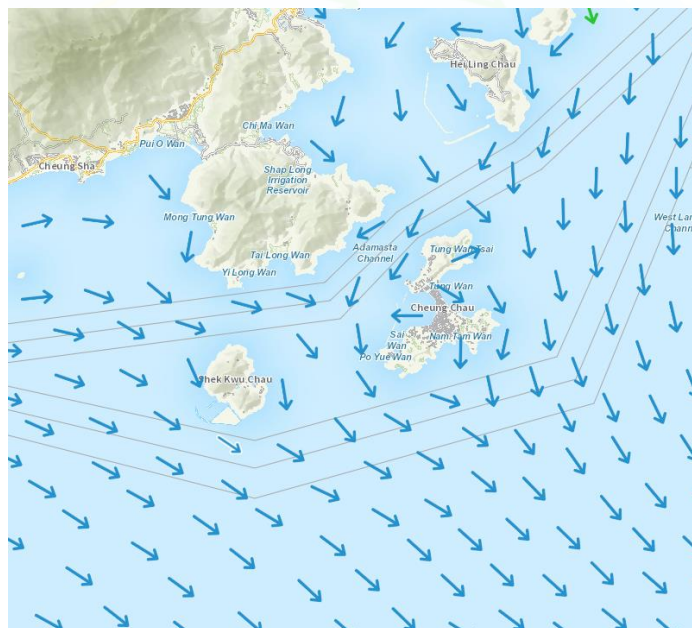 Hei Ling Chau
Chi Ma Wan
Pui O Wan
Cheung Sha
Shap Long
Irrigation
Reservoir
Mong Tung Wan
West Lam
Chann
Tai Long Wan
Adamasta
Channel
Tung Wan Tsai
Yi Long Wan
Tung Wan
Cheung Chau
Sai
Wan
Nam Tam Wan
Po Yue Wan
Shek Kwu Chau